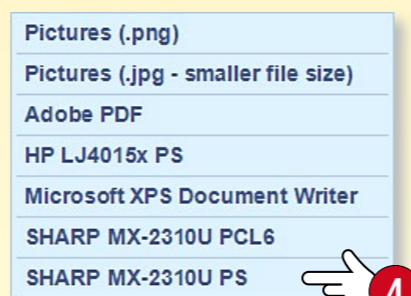 Pictures (.png)
Pictures (.jpg - smaller file size)
Adobe PDF
HP LJ4015x PS
Microsoft XPS Document Writer
SHARP MX-2310U PCL6
SHARP MX-2310U PS
4